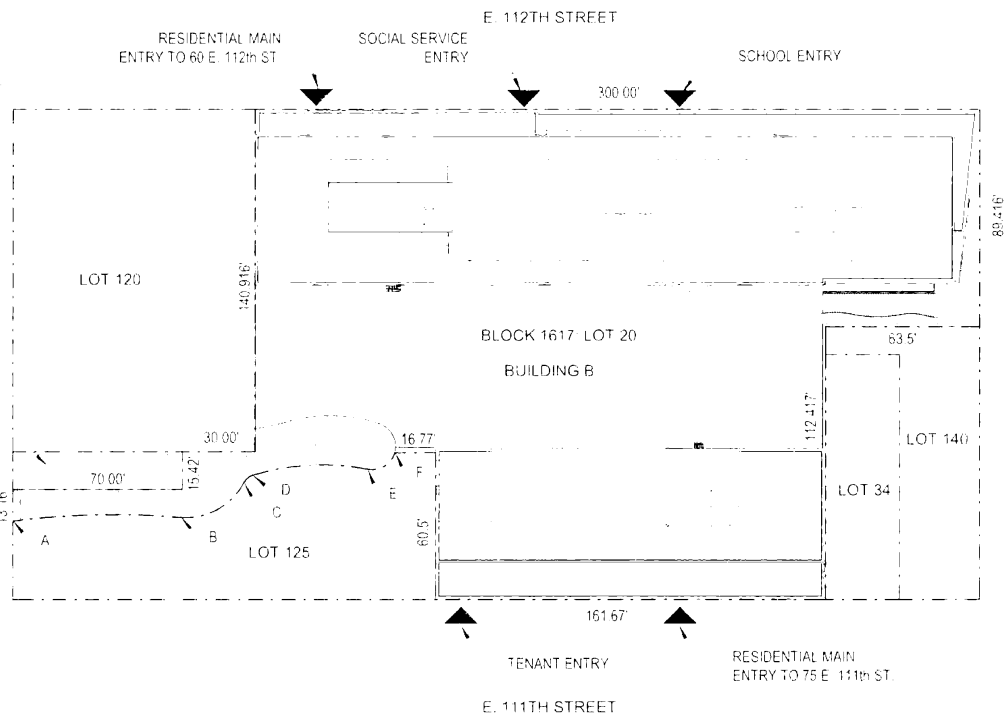 E. 112TH STREET
RESIDENTIAL MAIN
ENTRY TO 60 E. 112th ST
SOCIAL SERVICE
ENTRY
SCHOOL ENTRY
300.00'
89.416'
LOT 120
140.916'
BLOCK 1617 LOT 20
BUILDING B
63.5'
112.417'
LOT 140
LOT 34
30.00'
16.77'
F
15.42'
70.00'
D
E
C
A
B
LOT 125
60.5'
161.67'
TENANT ENTRY
RESIDENTIAL MAIN
ENTRY TO 75 E. 111th ST.
E. 111TH STREET